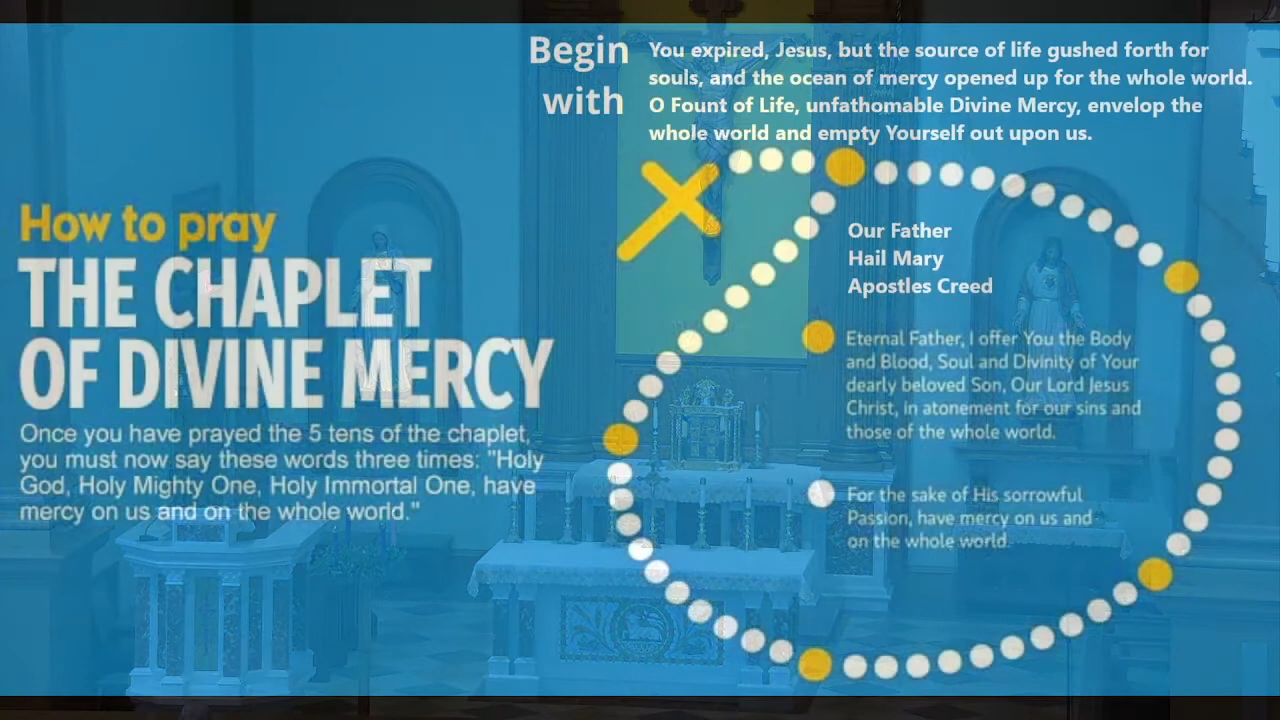 Begin
with
You expired, Jesus, but the source of life gushed forth for
souls, and the ocean of mercy opened up for the whole world.
O Fount of Life, unfathomable Divine Mercy, envelop the
whole world and empty Yourself out upon us.
How to pray
THE CHAPLET
OF DIVINE MERCY
Once you have prayed the 5 tens of the chaplet,
you must now say these words three times: "Holy
God, Holy Mighty One, Holy Immortal One, have
mercy on us and on the whole world."
Our Father
Hail Mary
Apostles Creed
Eternal Father, I offer You the Body
and Blood, Soul and Divinity of Your
dearly beloved Son, Our Lord Jesus
Christ, in atonement for our sins and
those of the whole world.
For the sake of His sorrowful
Passion, have mercy on us and
on the whole world.